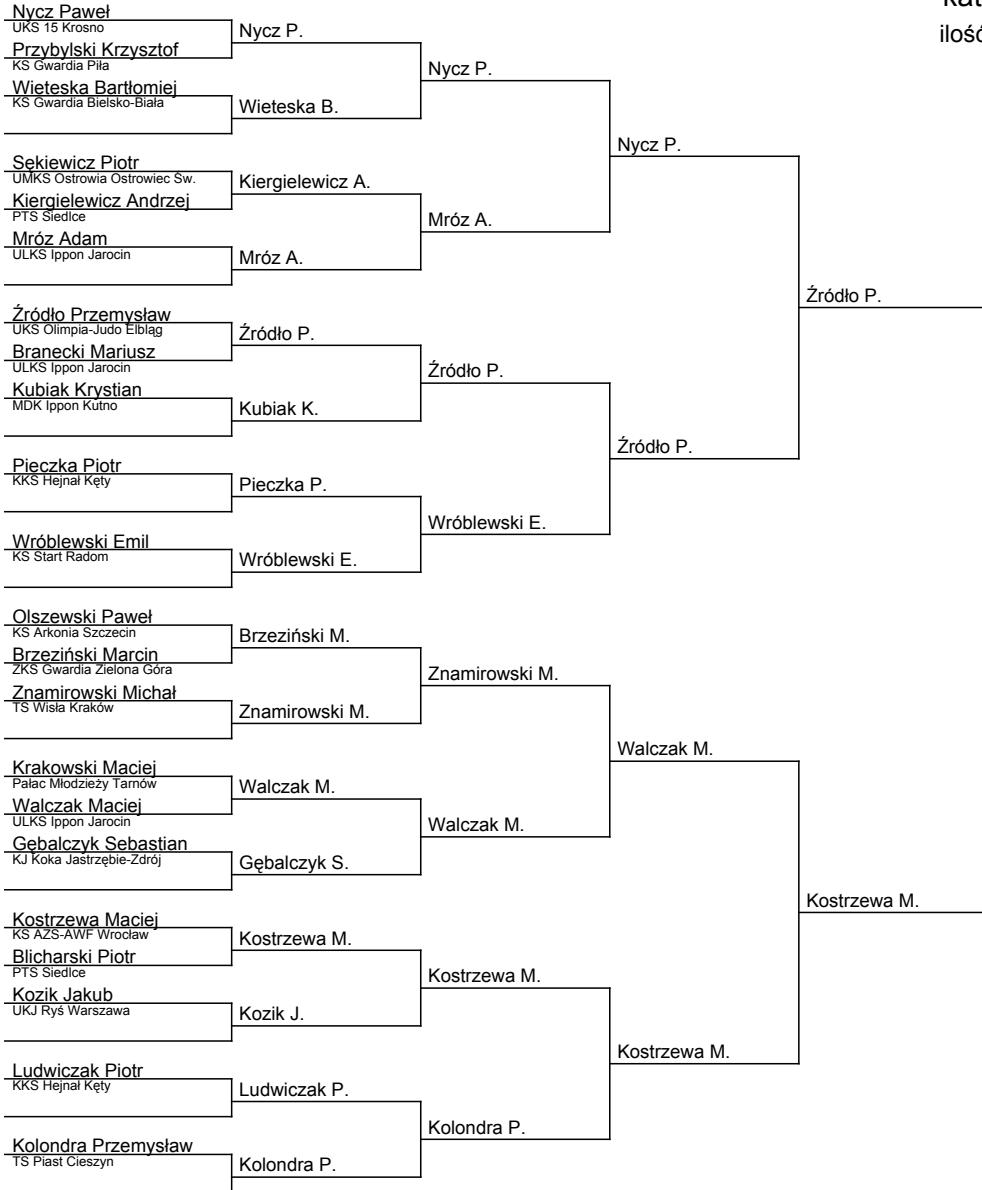 Nycz Paweł
UKS 15 Krosno
Przybylski Krzysztof
KS Gwardia Piła
Wieteska Bartłomiej
KS Gwardia Bielsko-Biała
Sękiewicz Piotr
UMKS Ostrowia Ostrowiec Św.
Kiergielewicz Andrzej
PTS Siedlce
Mróz Adam
ULKS Ippon Jarocin
Źródło Przemysław
UKS Olimpia-Judo Elbląg
Branecki Mariusz
ULKS Ippon Jarocin
Kubiak Krystian
MDK Ippon Kutno
Pieczka Piotr
KKS Hejnał Kęty
Wróblewski Emil
KS Start Radom
Olszewski Paweł
KS Arkonia Szczecin
Brzeziński Marcin
ZKS Gwardia Zielona Góra
Znamirowski Michał
TS Wisła Kraków
Krakowski Maciej
Pałac Młodzieży Tarnów
Walczak Maciej
ULKS Ippon Jarocin
Gębalczyk Sebastian
KJ Koka Jastrzębie-Zdrój
Kostrzewa Maciej
KS AZS-AWF Wrocław
Blicharski Piotr
PTS Siedlce
Kozik Jakub
UKJ Ryś Warszawa
Ludwiczak Piotr
KKS Hejnał Kęty
Kolondra Przemysław
TS Piast Cieszyn
Nycz P.
Wieteska B.
Kiergielewicz A.
Mróz A.
Źródło P.
Kubiak K.
Pieczka P.
Wróblewski E.
Brzeziński M.
Znamirowski M.
Walczak M.
Gębalczyk S.
Kostrzewa M.
Kozik J.
Ludwiczak P.
Kolondra P.
Nycz P.
Mróz A.
Źródło P.
Wróblewski E.
Znamirowski M.
Walczak M.
Kostrzewa M.
Kolondra P.
Nycz P.
Źródło P.
Walczak M.
Kostrzewa M.
Źródło P.
Kostrzewa M.
ilość